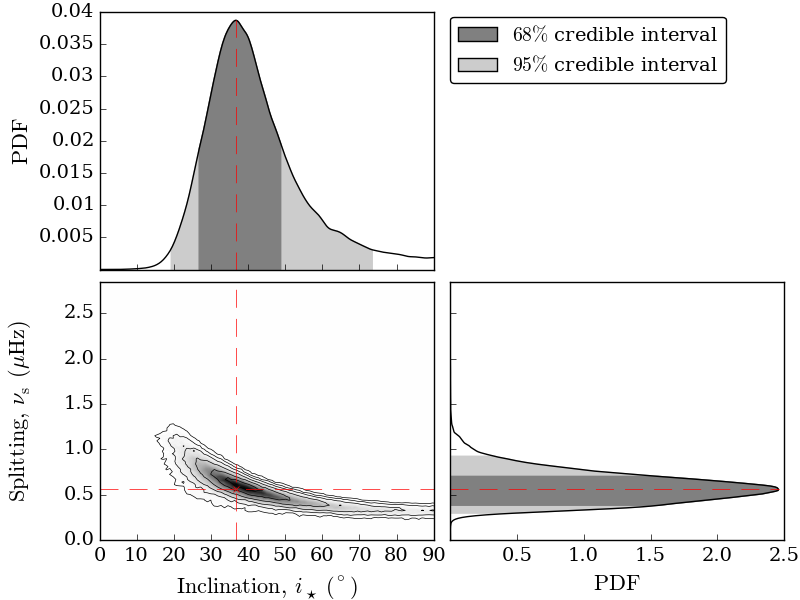 0.04
0.035
0.03
0.025
0.02
0.015
0.01
0.005
PDF
68% credible interval
95% credible interval
2.5
2.0
1.5
1.0
0.5
0.0
Splitting, νs (μHz)
0 10 20 30 40 50 60 70 80 90
Inclination, i⋆ (°)
0.5 1.0 1.5 2.0 2.5
PDF